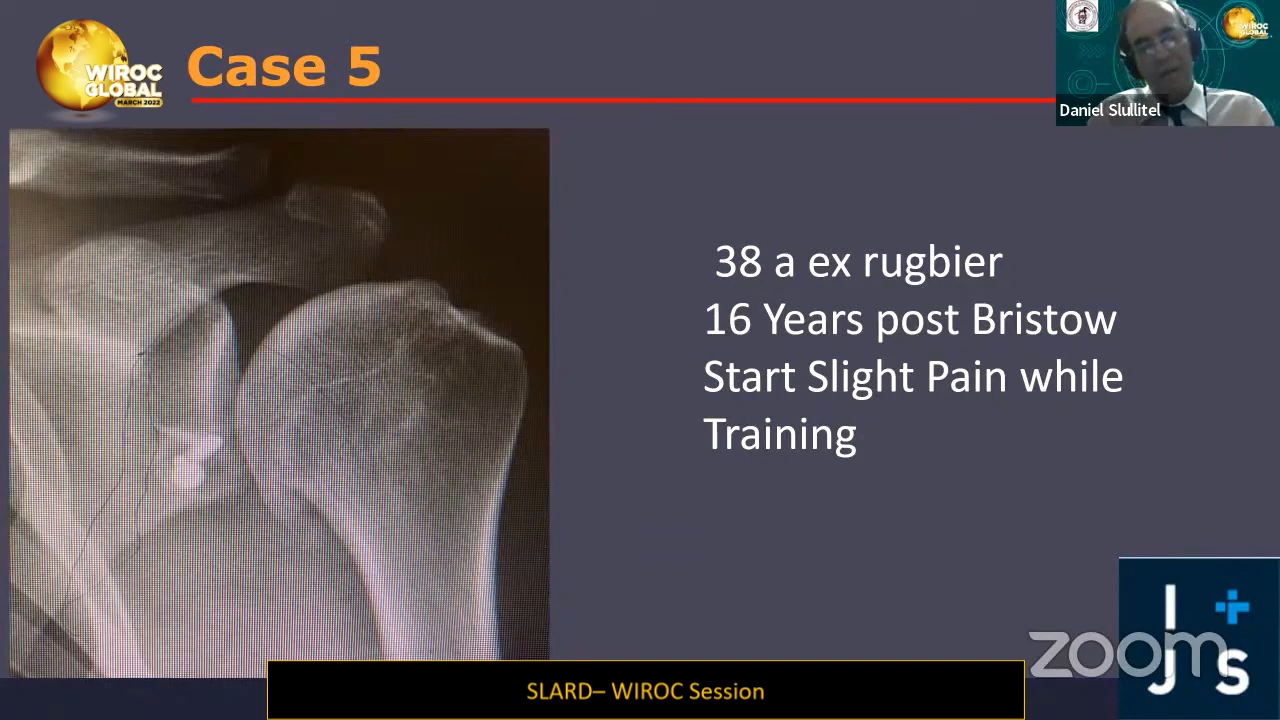 WIROC
GLOBAL
MARCH 2022
Case 5
Daniel Slullitel
38 a ex rugbier
16 Years post Bristow
Start Slight Pain while
Training
zoom
I
JS
SLARD– WIROC Session